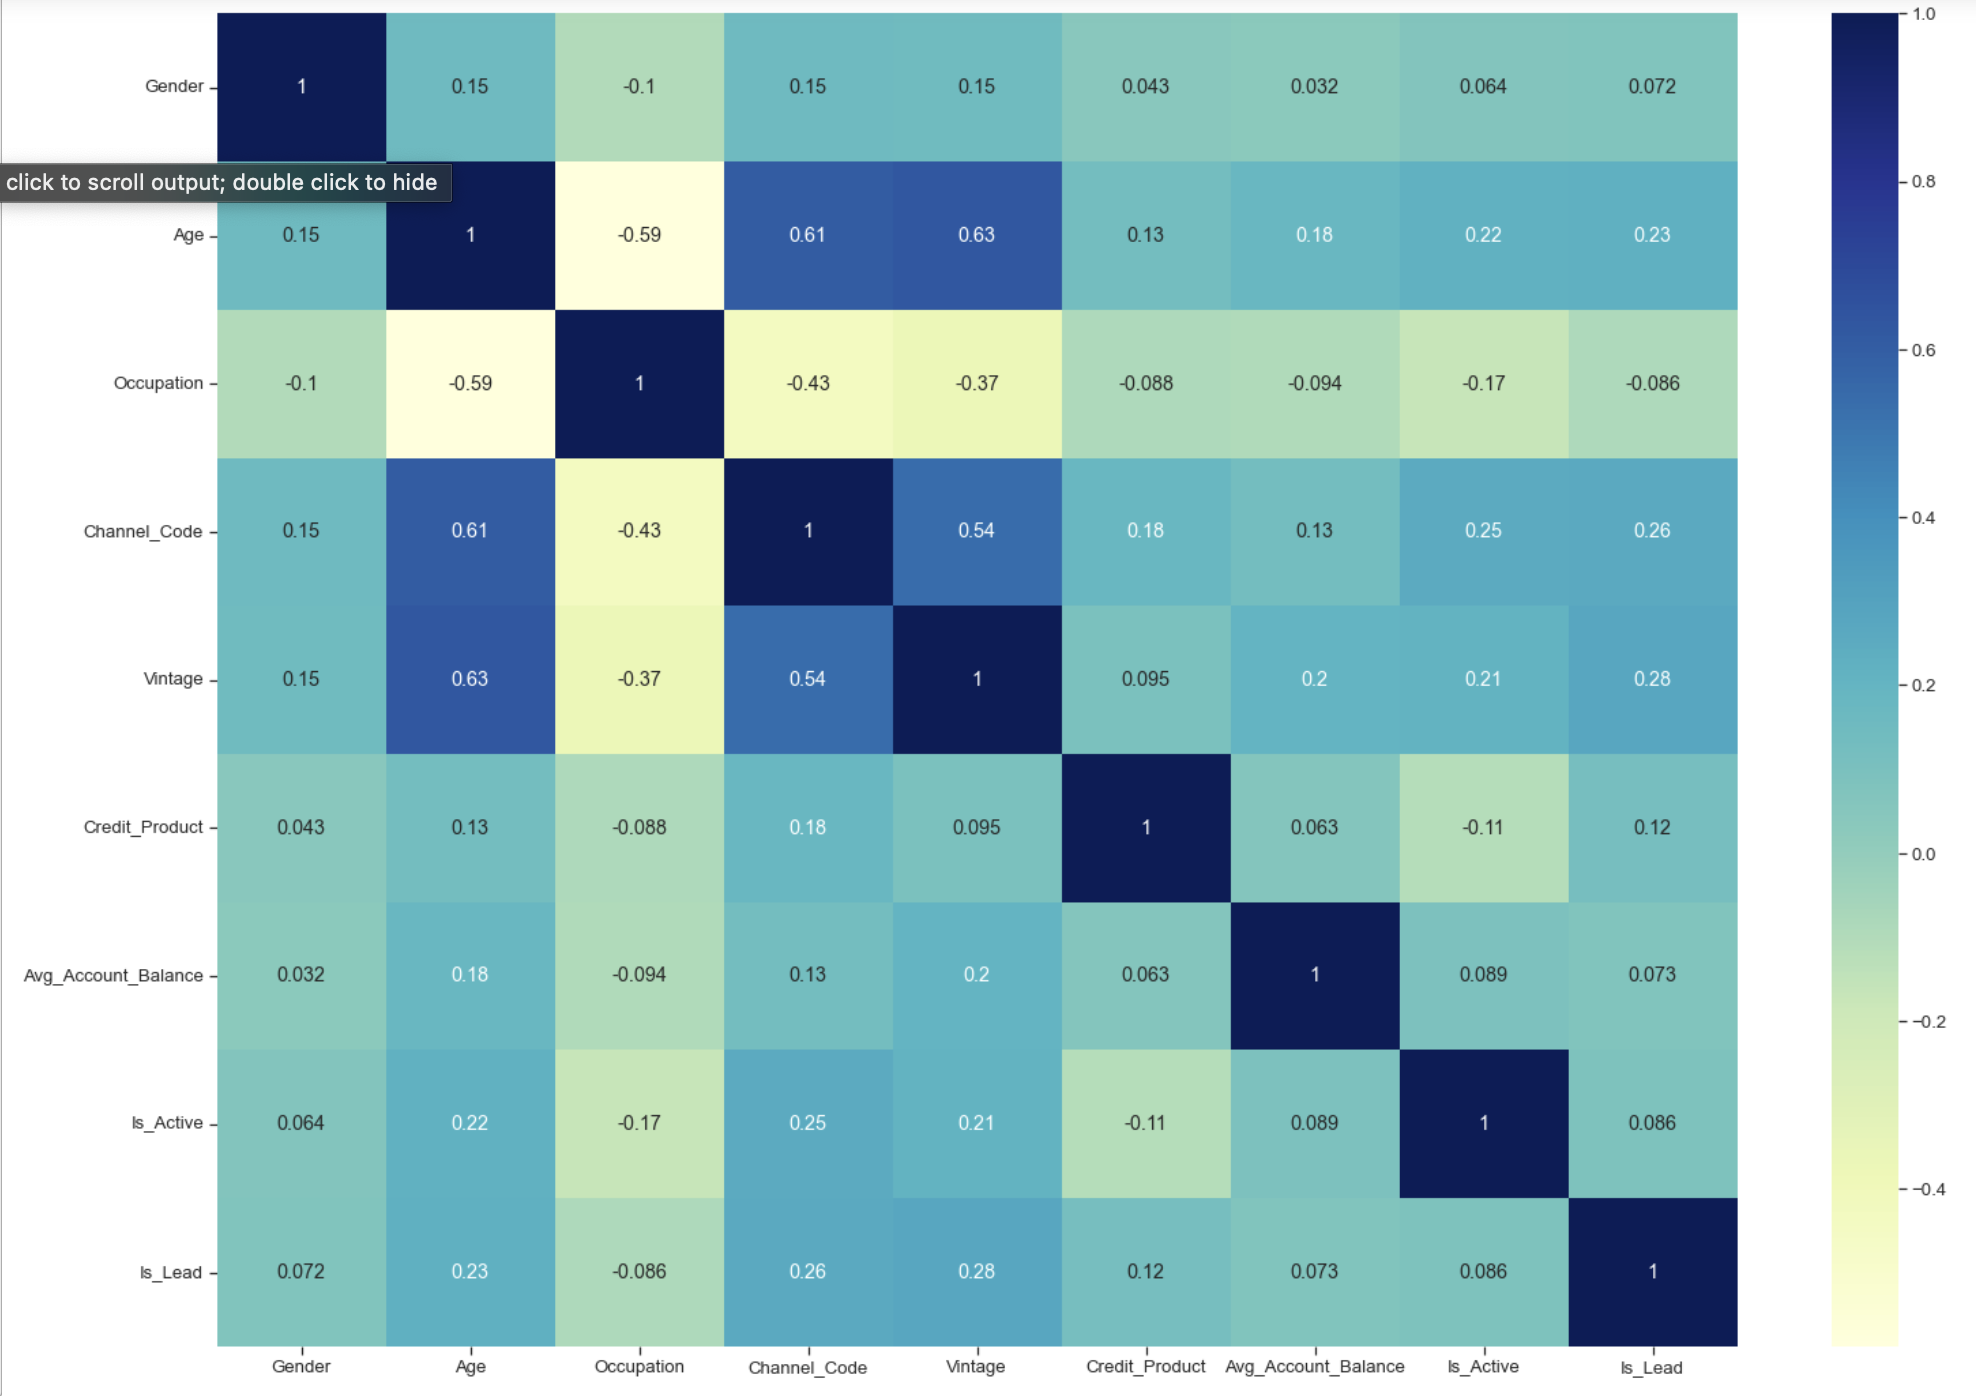 1.0
Gender 1 0.15 -0.1 0.15 0.15 0.043 0.032 0.064 0.072
click to scroll output; double click to hide
0.8
Age 0.15 1 -0.59 0.61 0.63 0.13 0.18 0.22 0.23
0.6
Occupation -0.1 -0.59 1 -0.43 -0.37 -0.088 -0.094 -0.17 -0.086
0.4
Channel_Code 0.15 0.61 -0.43 1 0.54 0.18 0.13 0.25 0.26
Vintage 0.15 0.63 -0.37 0.54 1 0.095 0.2 0.21 0.28
0.2
Credit_Product 0.043 0.13 -0.088 0.18 0.095 1 0.063 -0.11 0.12
0.0
Avg_Account_Balance 0.032 0.18 -0.094 0.13 0.2 0.063 1 0.089 0.073
−0.2
Is_Active 0.064 0.22 -0.17 0.25 0.21 -0.11 0.089 1 0.086
−0.4
Is_Lead 0.072 0.23 -0.086 0.26 0.28 0.12 0.073 0.086 1
Gender Age Occupation Channel_Code Vintage Credit_Product Avg_Account_Balance Is_Active Is_Lead